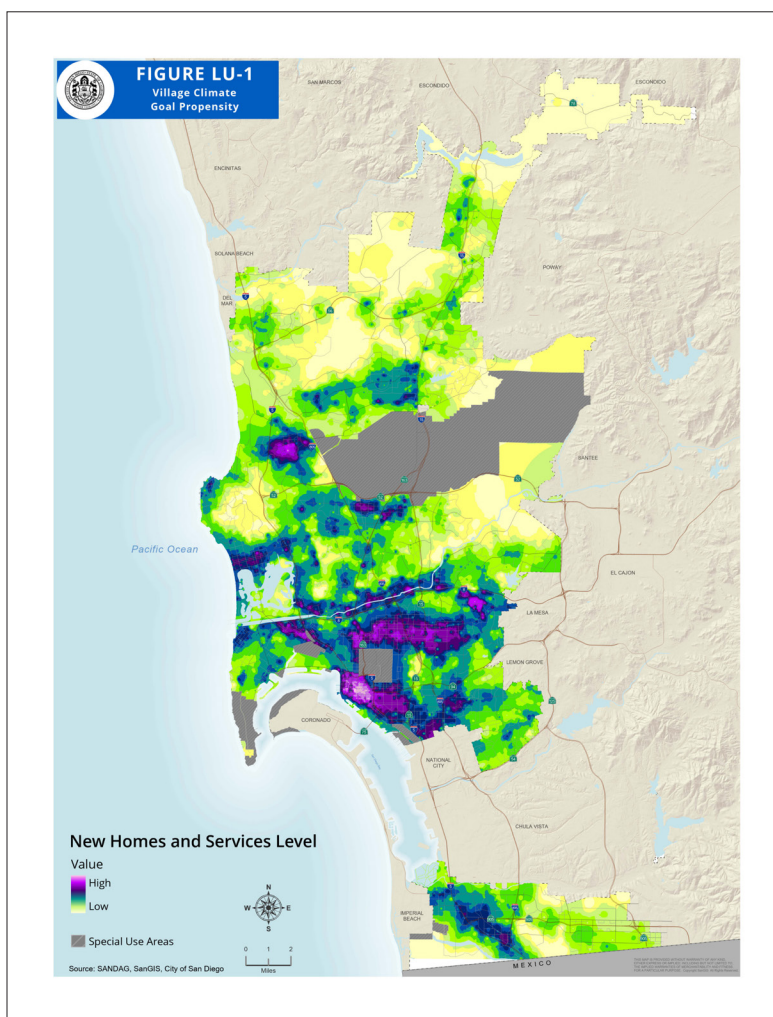 FIGURE LU-1
Village Climate
Goal Propensity
SAN MARCOS
ESCONDIDO
ESCONDIDO
ENCINITAS
SOLANA BEACH
DEL
MAR
POWAY
SANTEE
Pacific Ocean
EL CAJON
LA MESA
LEMON GROVE
CORONADO
NATIONAL
CITY
CHULA VISTA
IMPERIAL
BEACH
MEXICO
New Homes and Services Level
Value
High
Low
Special Use Areas
N
W
E
S
0 1 2
Miles
Source: SANDAG, SanGIS, City of San Diego